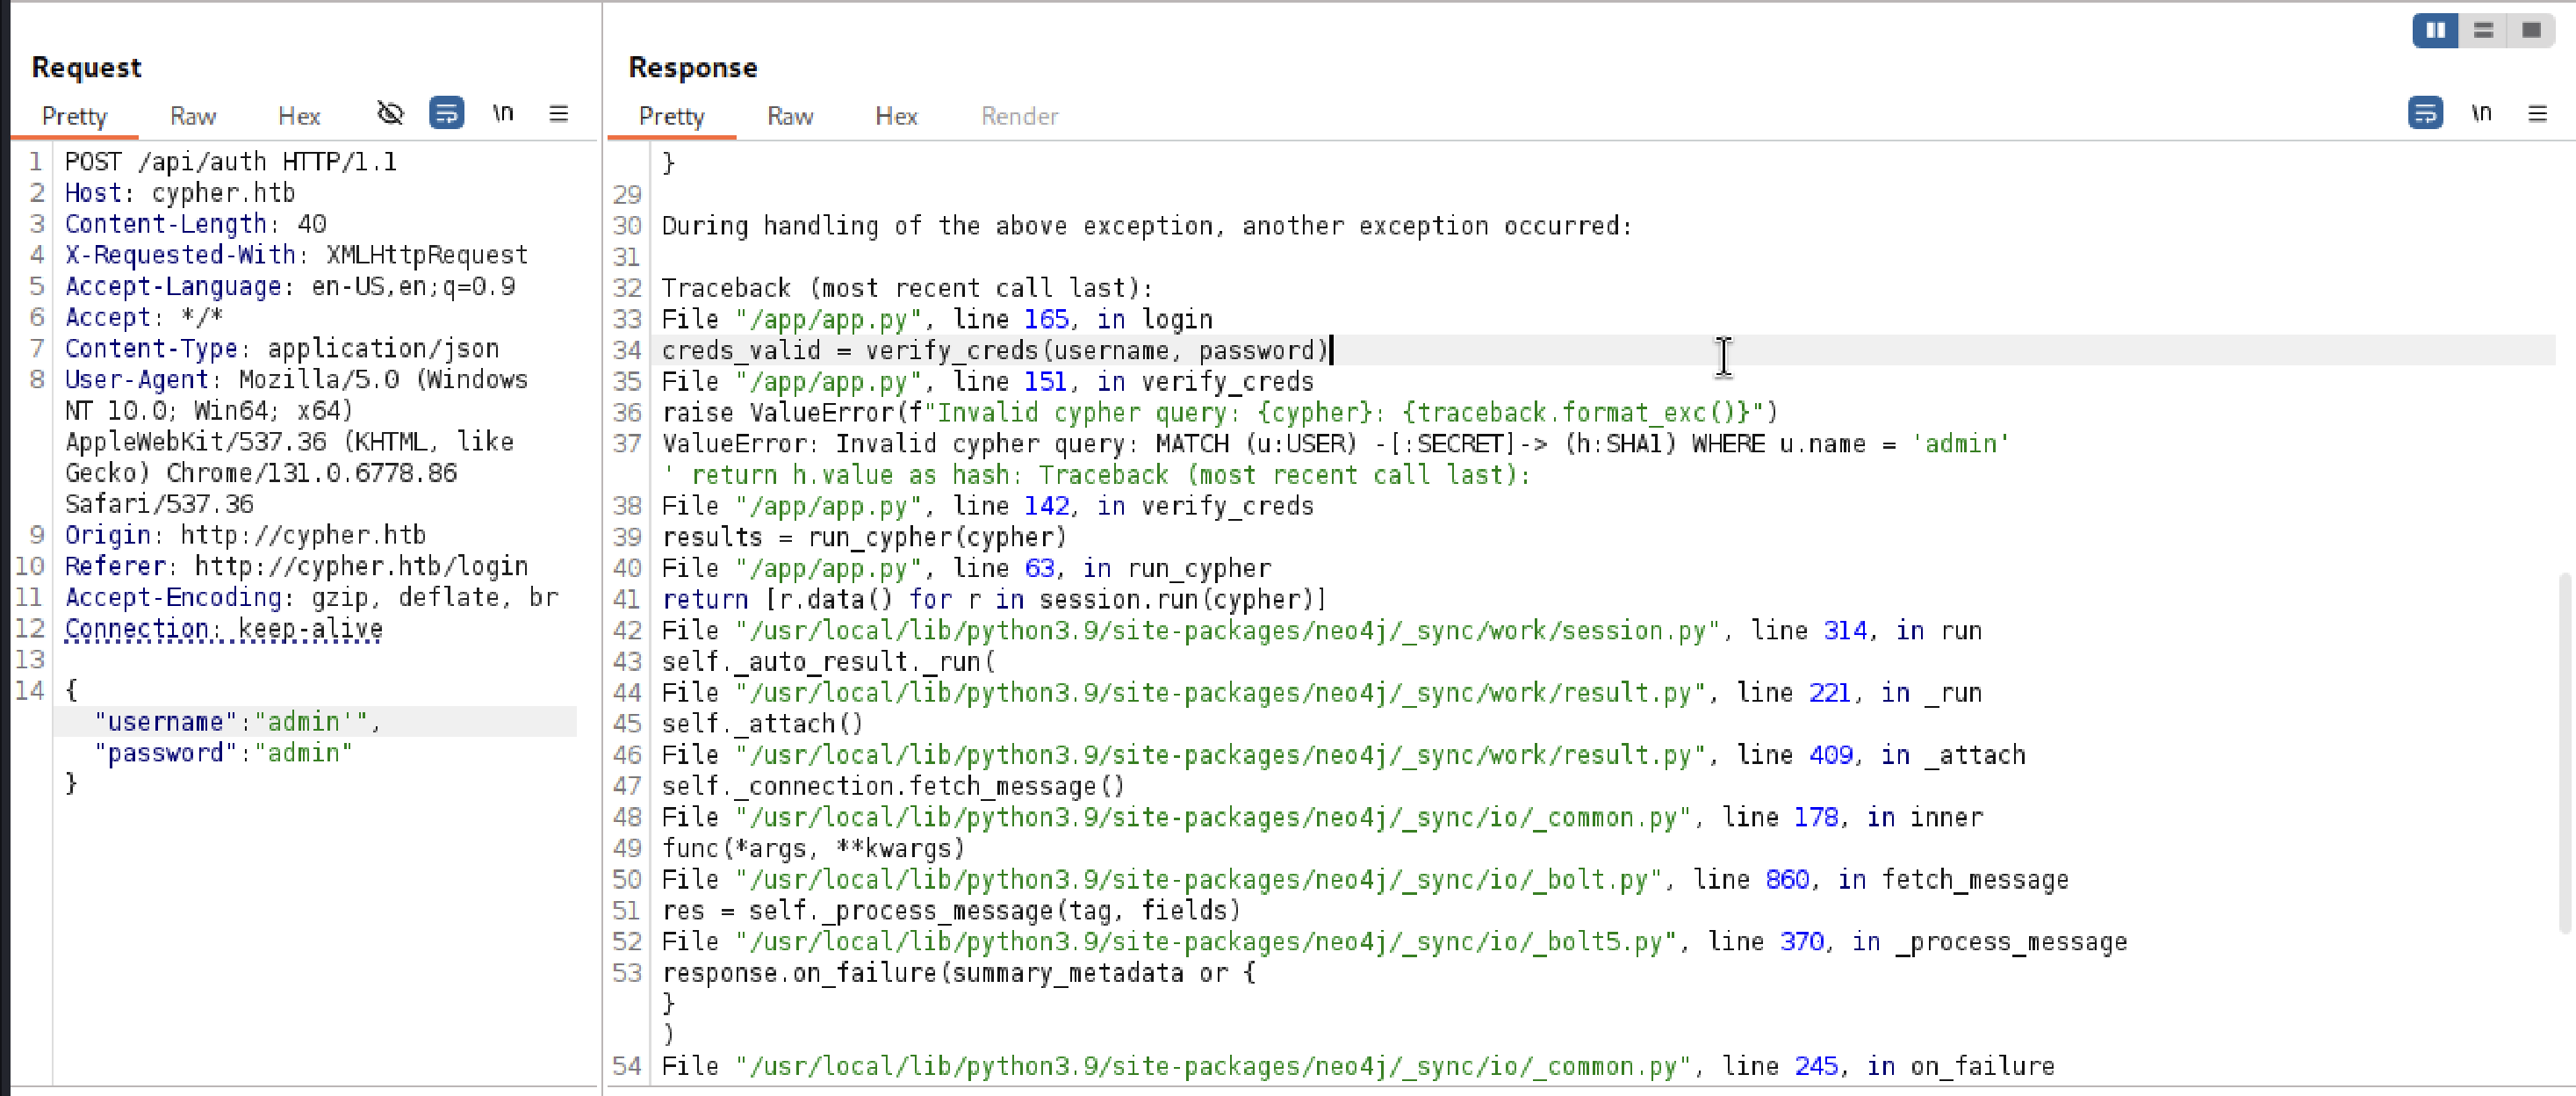 Request
Pretty Raw Hex \n
1 POST /api/auth HTTP/1.1
2 Host: cypher.htb
3 Content-Length: 40
4 X-Requested-With: XMLHttpRequest
5 Accept-Language: en-US,en;q=0.9
6 Accept: */*
7 Content-Type: application/json
8 User-Agent: Mozilla/5.0 (Windows
NT 10.0; Win64; x64)
AppleWebKit/537.36 (KHTML, like
Gecko) Chrome/131.0.6778.86
Safari/537.36
9 Origin: http://cypher.htb
10 Referer: http://cypher.htb/login
11 Accept-Encoding: gzip, deflate, br
12 Connection: keep-alive
13
14 {
"username":"admin'",
"password":"admin"
}
Response
Pretty Raw Hex Render \n
}
29
30 During handling of the above exception, another exception occurred:
31
32 Traceback (most recent call last):
33 File "/app/app.py", line 165, in login
34 creds_valid = verify_creds(username, password)
35 File "/app/app.py", line 151, in verify_creds
36 raise ValueError(f"Invalid cypher query: {cypher}: {traceback.format_exc()}")
37 ValueError: Invalid cypher query: MATCH (u:USER) -[:SECRET]-> (h:SHA1) WHERE u.name = 'admin'
' return h.value as hash: Traceback (most recent call last):
38 File "/app/app.py", line 142, in verify_creds
39 results = run_cypher(cypher)
40 File "/app/app.py", line 63, in run_cypher
41 return [r.data() for r in session.run(cypher)]
42 File "/usr/local/lib/python3.9/site-packages/neo4j/_sync/work/session.py", line 314, in run
43 self._auto_result._run(
44 File "/usr/local/lib/python3.9/site-packages/neo4j/_sync/work/result.py", line 221, in _run
45 self._attach()
46 File "/usr/local/lib/python3.9/site-packages/neo4j/_sync/work/result.py", line 409, in _attach
47 self._connection.fetch_message()
48 File "/usr/local/lib/python3.9/site-packages/neo4j/_sync/io/_common.py", line 178, in inner
49 func(*args, **kwargs)
50 File "/usr/local/lib/python3.9/site-packages/neo4j/_sync/io/_bolt.py", line 860, in fetch_message
51 res = self._process_message(tag, fields)
52 File "/usr/local/lib/python3.9/site-packages/neo4j/_sync/io/_bolt5.py", line 370, in _process_message
53 response.on_failure(summary_metadata or {
}
)
54 File "/usr/local/lib/python3.9/site-packages/neo4j/_sync/io/_common.py", line 245, in on_failure